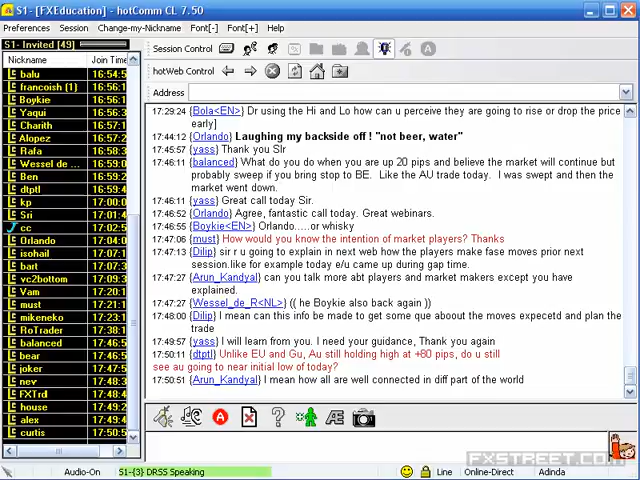 S1- [FXEducation] - hotComm CL 7.50
Preferences Session Change-my-Nickname Font[-] Font[+] Help
S1- Invited [49]
Session Control
Nickname Join Time
hotWeb Control
Address
balu 16:54:5
francoish (1) 16:56:1
Boykie 16:56:1
Yaqui 16:56:3
Charith 16:56:5
Alopez 16:57:5
Rafa 16:58:3
Wessel de ... 16:59:0
Ben 16:59:2
dtptl 16:59:2
kp 17:00:0
Sri 17:01:4
cc 17:02:5
Orlando 17:04:0
isohail 17:07:1
bart 17:07:1
vc2bottom 17:09:3
Vam 17:20:1
must 17:23:1
mikeneko 17:23:2
RoTrader 17:38:1
balanced 17:43:3
bear 17:46:1
joker 17:47:5
nev 17:48:3
FXTrd 17:48:4
house 17:49:2
alex 17:49:2
curtis 17:50:5
17:29:24 {Bola<EN>} Dr using the Hi and Lo how can u perceive they are going to rise or drop the price
early]
17:44:12 {Orlando} Laughing my backside off ! "not beer, water"
17:45:57 {yass} Thank you SIr
17:46:11 {balanced} What do you do when you are up 20 pips and believe the market will continue but
probably sweep if you bring stop to BE. Like the AU trade today. I was swept and then the
market went down.
17:46:11 {yass} Great call today Sir.
17:46:52 {Orlando} Agree, fantastic call today. Great webinars.
17:46:55 {Boykie<EN>} Orlando.....or whisky
17:47:06 {must} How would you know the intention of market players? Thanks
17:47:13 {Dilip} sir r u going to explain in next web how the players make fase moves prior next
session.like for example today e/u came up during gap time.
17:47:27 {Arun_Kandyal} can you talk more abt players and market makers except you have
explained.
17:47:27 {Wessel_de_R<NL>} (( he Boykie also back again ))
17:48:00 {Dilip} I mean can this info be made to get some que aboout the moves expecetd and plan the
trade
17:49:57 {yass} I will learn from you. I need your guidance, Thank you again
17:50:11 {dtptl} Unlike EU and Gu, Au still holding high at +80 pips, do u still
see au going to near initial low of today?
17:50:51 {Arun_Kandyal} I mean how all are well connected in diff part of the world
FXSTREET.COM
Audio-On S1-{3} DRSS Speaking Line Online-Direct Adinda